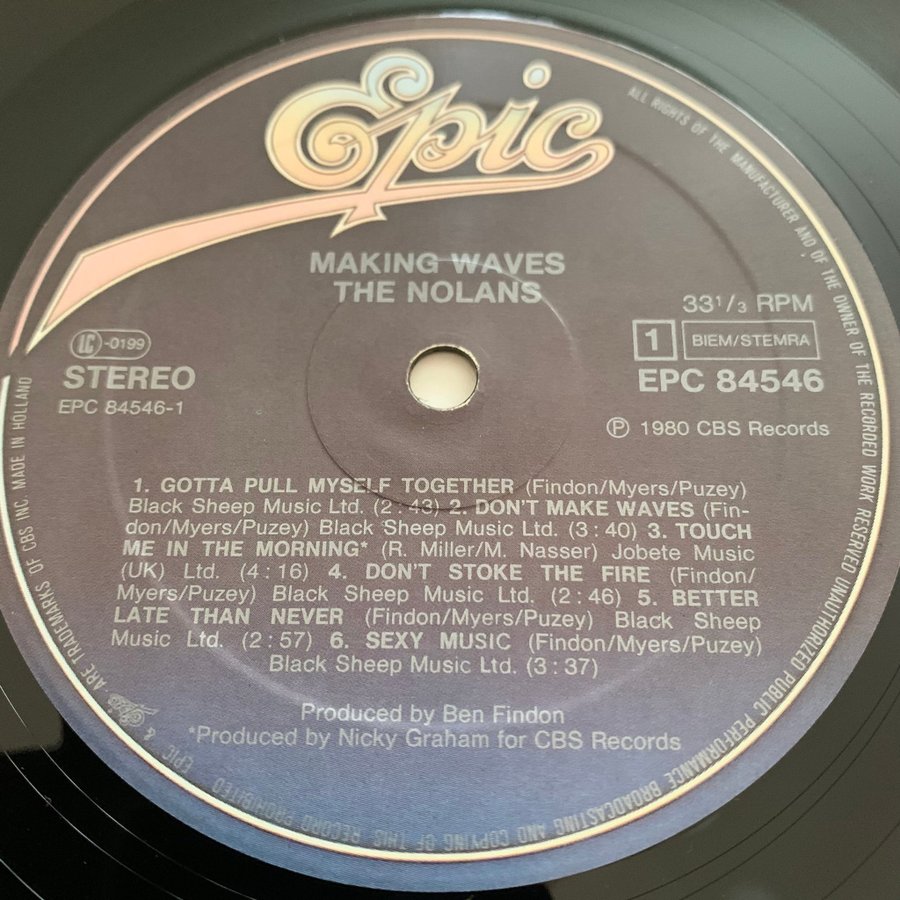 Epic
MAKING WAVES
THE NOLANS
33 1/3 RPM
LC -0199
1 BIEM/STEMRA
STEREO
EPC 84546
EPC 84546-1
℗ 1980 CBS Records
1. GOTTA PULL MYSELF TOGETHER (Findon/Myers/Puzey)
Black Sheep Music Ltd. (2:43) 2. DON'T MAKE WAVES (Fin-
don/Myers/Puzey) Black Sheep Music Ltd. (3:40) 3. TOUCH
ME IN THE MORNING* (R. Miller/M. Nasser) Jobete Music
(UK) Ltd. (4:16) 4. DON'T STOKE THE FIRE (Findon/
Myers/Puzey) Black Sheep Music Ltd. (2:46) 5. BETTER
LATE THAN NEVER (Findon/Myers/Puzey) Black Sheep
Music Ltd. (2:57) 6. SEXY MUSIC (Findon/Myers/Puzey)
Black Sheep Music Ltd. (3:37)
Produced by Ben Findon
*Produced by Nicky Graham for CBS Records
ALL RIGHTS OF THE MANUFACTURER AND OF THE OWNER OF THE RECORDED WORK RESERVED UNAUTHORIZED PUBLIC PERFORMANCE BROADCASTING AND COPYING OF THIS RECORD PROHIBITED
EPIC & Epic ARE TRADEMARKS OF CBS INC MADE IN HOLLAND